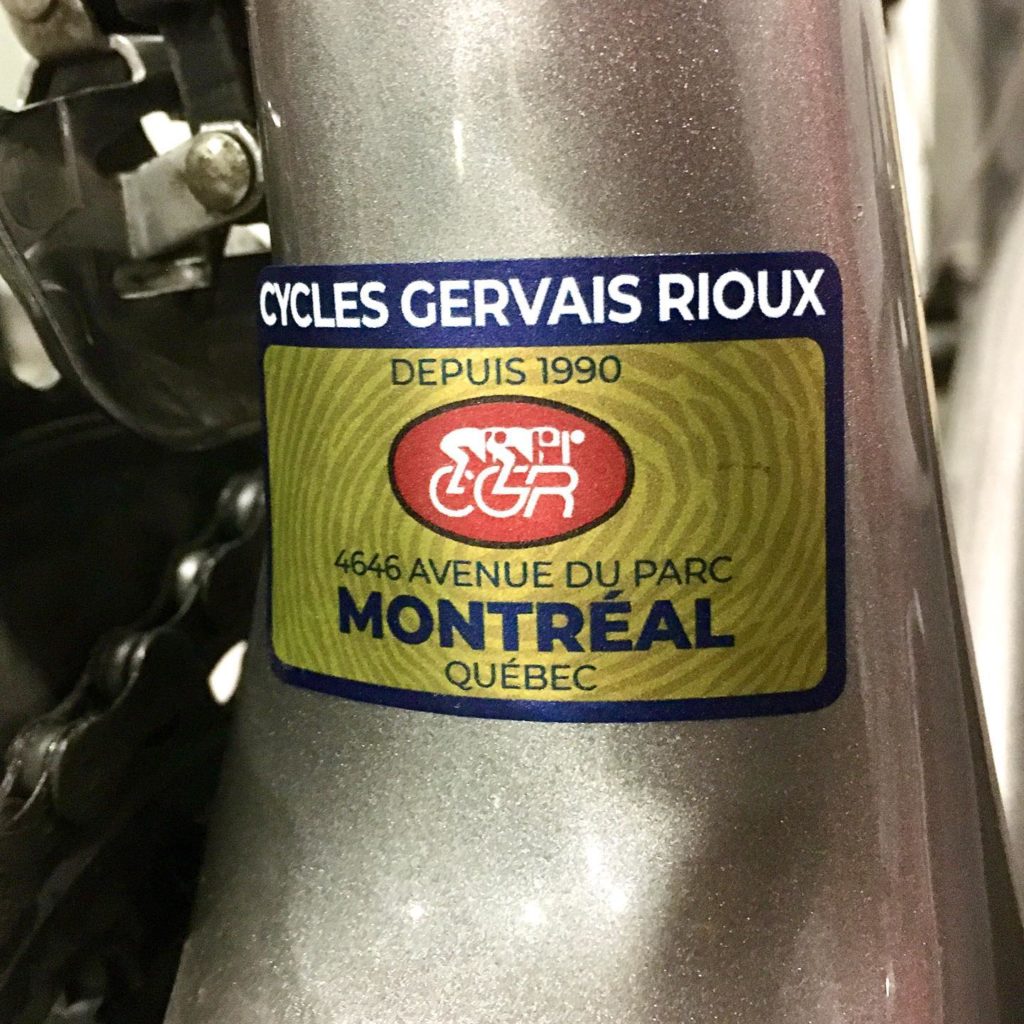 CYCLES GERVAIS RIOUX
DEPUIS 1990
CGR
4646 AVENUE DU PARC
MONTRÉAL
QUÉBEC